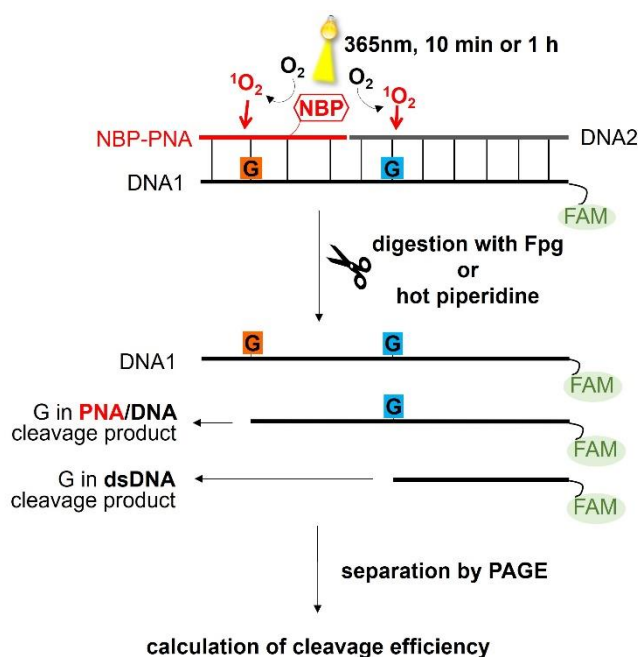 365nm, 10 min or 1 h
O2 O2
¹O2 NBP ¹O2
NBP-PNA DNA2
G G
DNA1
FAM
digestion with Fpg
or
hot piperidine
G G
DNA1
FAM
G in PNA/DNA G
cleavage product
FAM
G in dsDNA
cleavage product
FAM
separation by PAGE
calculation of cleavage efficiency